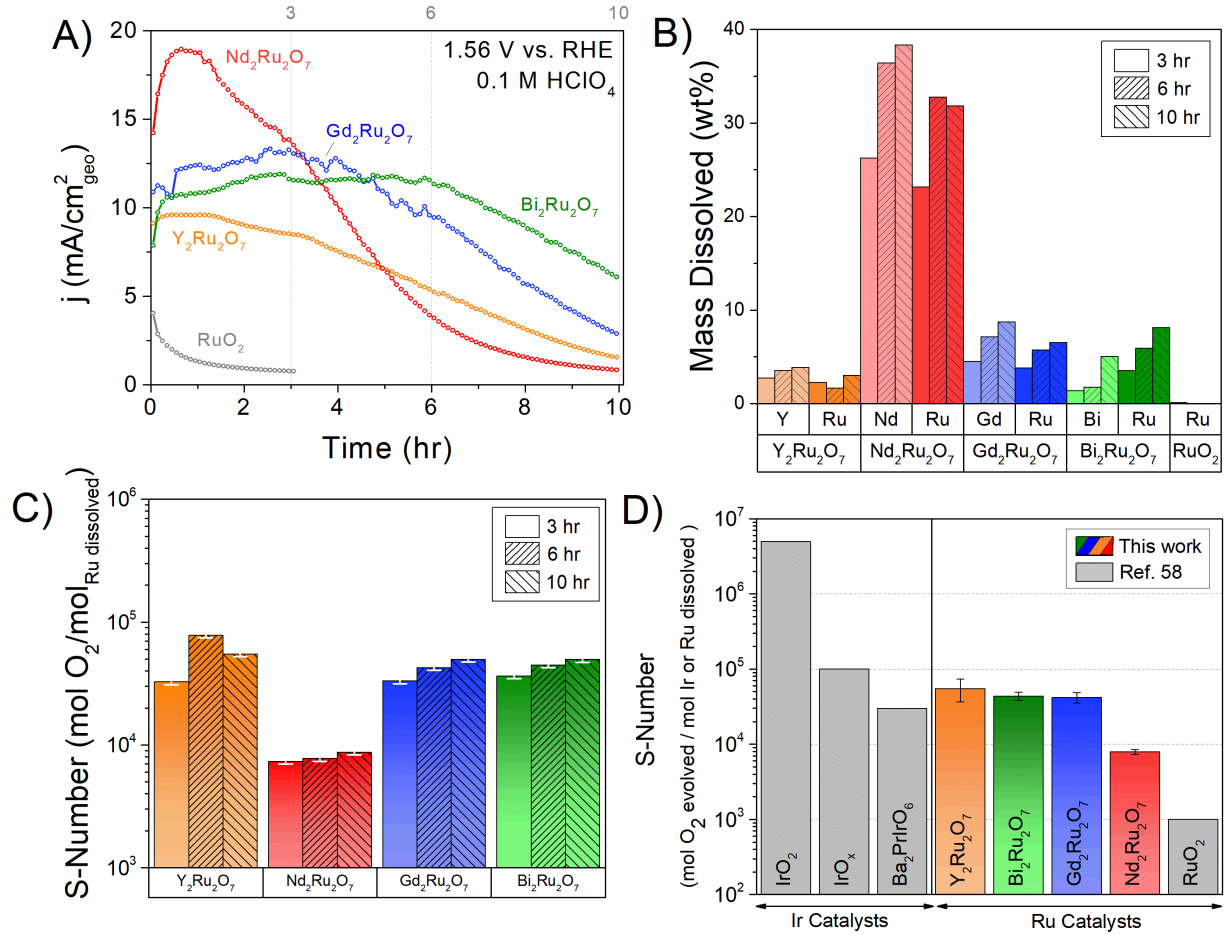 A)
3 6 10
20
15
10
5
0
j (mA/cm²geo)
Nd₂Ru₂O₇
1.56 V vs. RHE
0.1 M HClO₄
Gd₂Ru₂O₇
Bi₂Ru₂O₇
Y₂Ru₂O₇
RuO₂
0 2 4 6 8 10
Time (hr)
B)
40
30
20
10
0
Mass Dissolved (wt%)
3 hr
6 hr
10 hr
Y Ru Nd Ru Gd Ru Bi Ru Ru
Y₂Ru₂O₇ Nd₂Ru₂O₇ Gd₂Ru₂O₇ Bi₂Ru₂O₇ RuO₂
C)
10⁶
10⁵
10⁴
10³
S-Number (mol O₂/mol Ru dissolved)
3 hr
6 hr
10 hr
Y₂Ru₂O₇ Nd₂Ru₂O₇ Gd₂Ru₂O₇ Bi₂Ru₂O₇
D)
10⁷
10⁶
10⁵
10⁴
10³
10²
S-Number
(mol O₂ evolved / mol Ir or Ru dissolved )
This work
Ref. 58
IrO₂
IrOₓ
Ba₂PrIrO₆
Y₂Ru₂O₇
Bi₂Ru₂O₇
Gd₂Ru₂O₇
Nd₂Ru₂O₇
RuO₂
Ir Catalysts
Ru Catalysts